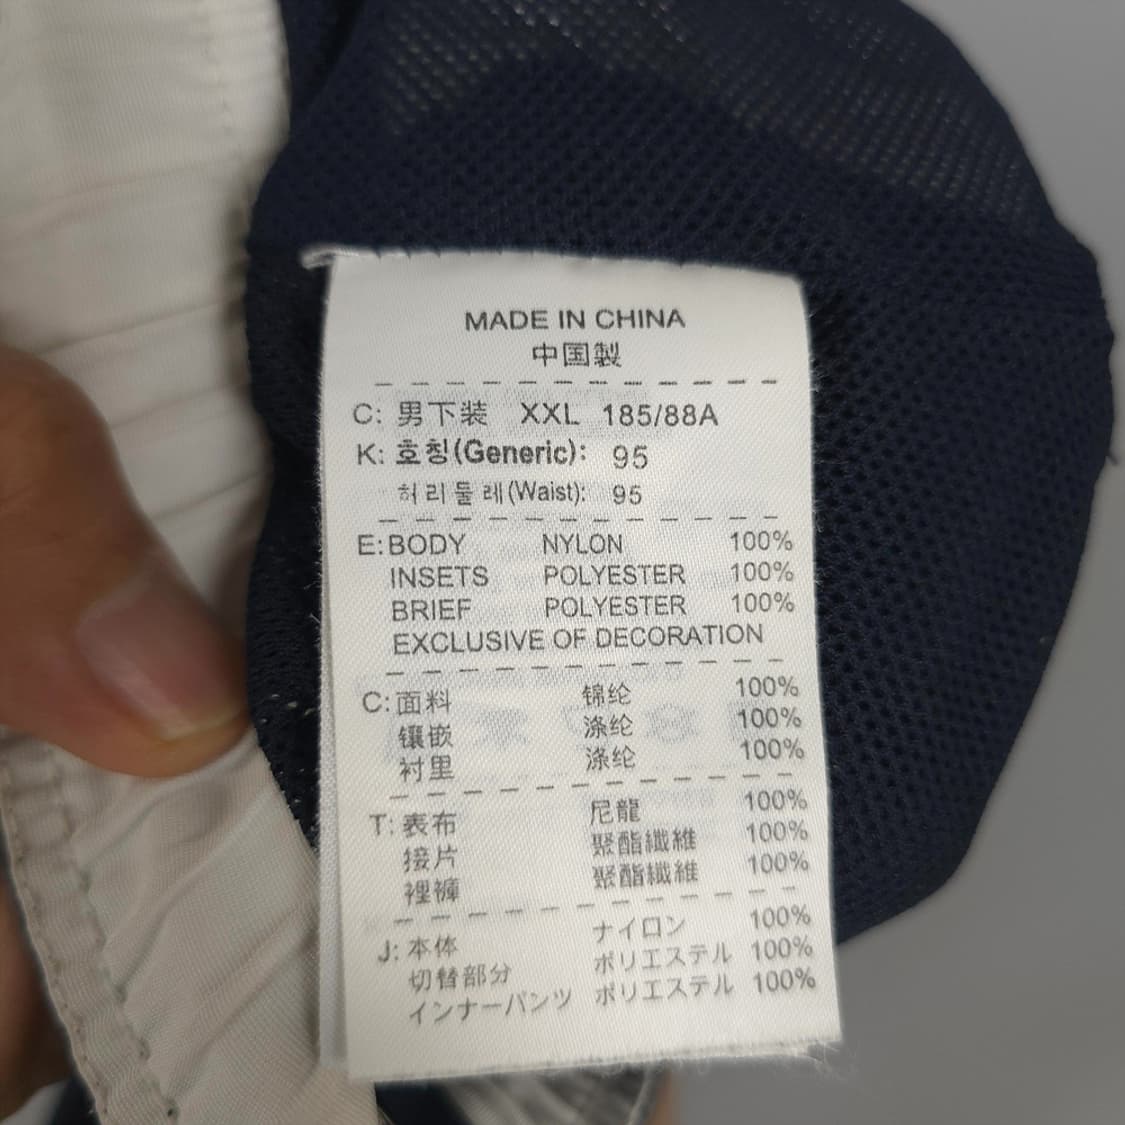 MADE IN CHINA
中国製
C: 男下装 XXL 185/88A
K: 호칭(Generic): 95
허리둘레(Waist): 95
E: BODY NYLON 100%
INSETS POLYESTER 100%
BRIEF POLYESTER 100%
EXCLUSIVE OF DECORATION
C: 面料 锦纶 100%
镶嵌 涤纶 100%
衬里 涤纶 100%
T: 表布 尼龍 100%
接片 聚酯纖維 100%
裡褲 聚酯纖維 100%
J: 本体 ナイロン 100%
切替部分 ポリエステル 100%
インナーパンツ ポリエステル 100%